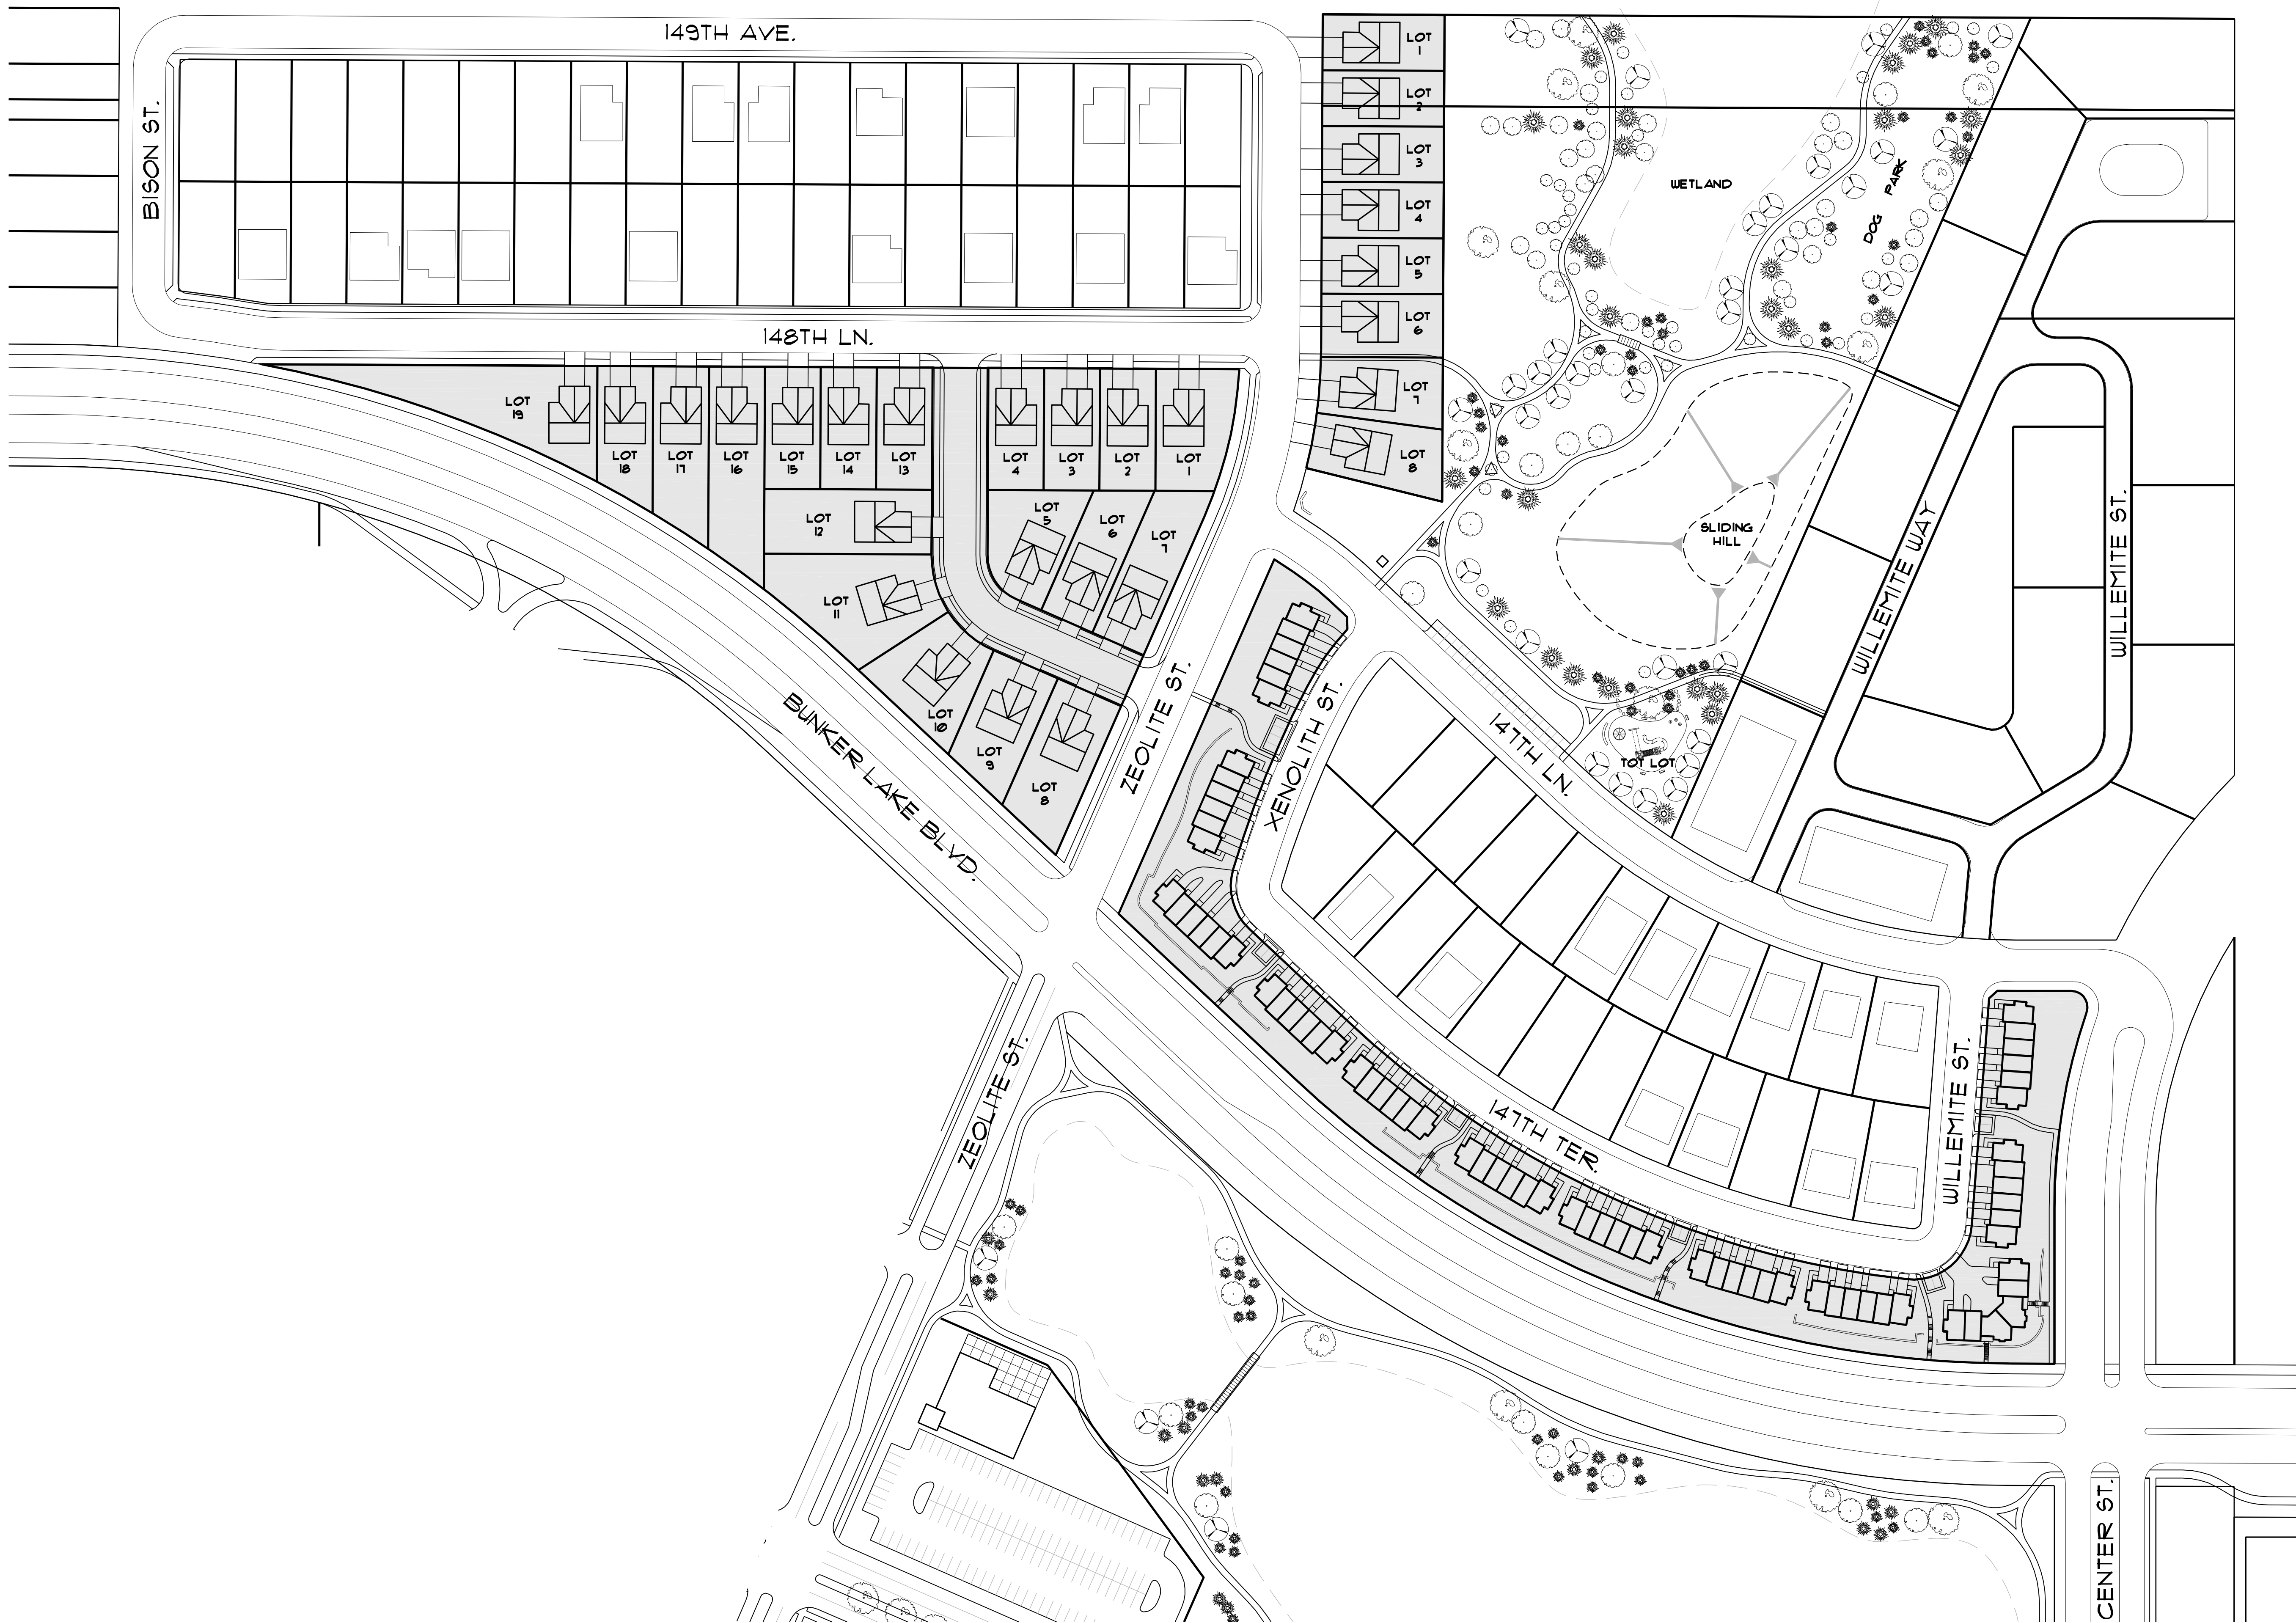 149TH AVE.
BISON ST.
148TH LN.
LOT
1
LOT
2
LOT
3
LOT
4
LOT
5
LOT
6
LOT
7
LOT
8
WETLAND
DOG PARK
SLIDING
HILL
TOT LOT
WILLEMITE WAY
WILLEMITE ST.
LOT
19
LOT
18
LOT
17
LOT
16
LOT
15
LOT
14
LOT
13
LOT
4
LOT
3
LOT
2
LOT
1
LOT
12
LOT
5
LOT
6
LOT
7
LOT
11
LOT
10
LOT
9
LOT
8
BUNKER LAKE BLVD.
ZEOLITE ST.
XENOLITH ST.
147TH LN.
ZEOLITE ST.
147TH TER.
WILLEMITE ST.
CENTER ST.